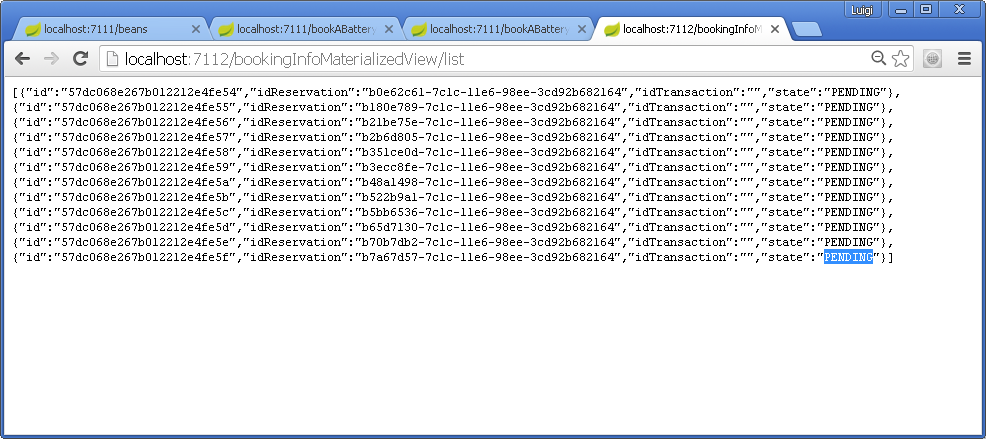 Luigi
localhost:7111/beans
localhost:7111/bookABattery
localhost:7111/bookABattery
localhost:7112/bookingInfoM
localhost:7112/bookingInfoMaterializedView/list
[{"id":"57dc068e267b012212e4fe54","idReservation":"b0e62c61-7c1c-11e6-98ee-3cd92b682164","idTransaction":"","state":"PENDING"},
{"id":"57dc068e267b012212e4fe55","idReservation":"b180e789-7c1c-11e6-98ee-3cd92b682164","idTransaction":"","state":"PENDING"},
{"id":"57dc068e267b012212e4fe56","idReservation":"b21be75e-7c1c-11e6-98ee-3cd92b682164","idTransaction":"","state":"PENDING"},
{"id":"57dc068e267b012212e4fe57","idReservation":"b2b6d805-7c1c-11e6-98ee-3cd92b682164","idTransaction":"","state":"PENDING"},
{"id":"57dc068e267b012212e4fe58","idReservation":"b351ce0d-7c1c-11e6-98ee-3cd92b682164","idTransaction":"","state":"PENDING"},
{"id":"57dc068e267b012212e4fe59","idReservation":"b3ecc8fe-7c1c-11e6-98ee-3cd92b682164","idTransaction":"","state":"PENDING"},
{"id":"57dc068e267b012212e4fe5a","idReservation":"b48a1498-7c1c-11e6-98ee-3cd92b682164","idTransaction":"","state":"PENDING"},
{"id":"57dc068e267b012212e4fe5b","idReservation":"b522b9a1-7c1c-11e6-98ee-3cd92b682164","idTransaction":"","state":"PENDING"},
{"id":"57dc068e267b012212e4fe5c","idReservation":"b5bb6536-7c1c-11e6-98ee-3cd92b682164","idTransaction":"","state":"PENDING"},
{"id":"57dc068e267b012212e4fe5d","idReservation":"b65d7130-7c1c-11e6-98ee-3cd92b682164","idTransaction":"","state":"PENDING"},
{"id":"57dc068e267b012212e4fe5e","idReservation":"b70b7db2-7c1c-11e6-98ee-3cd92b682164","idTransaction":"","state":"PENDING"},
{"id":"57dc068e267b012212e4fe5f","idReservation":"b7a67d57-7c1c-11e6-98ee-3cd92b682164","idTransaction":"","state":"PENDING"}]